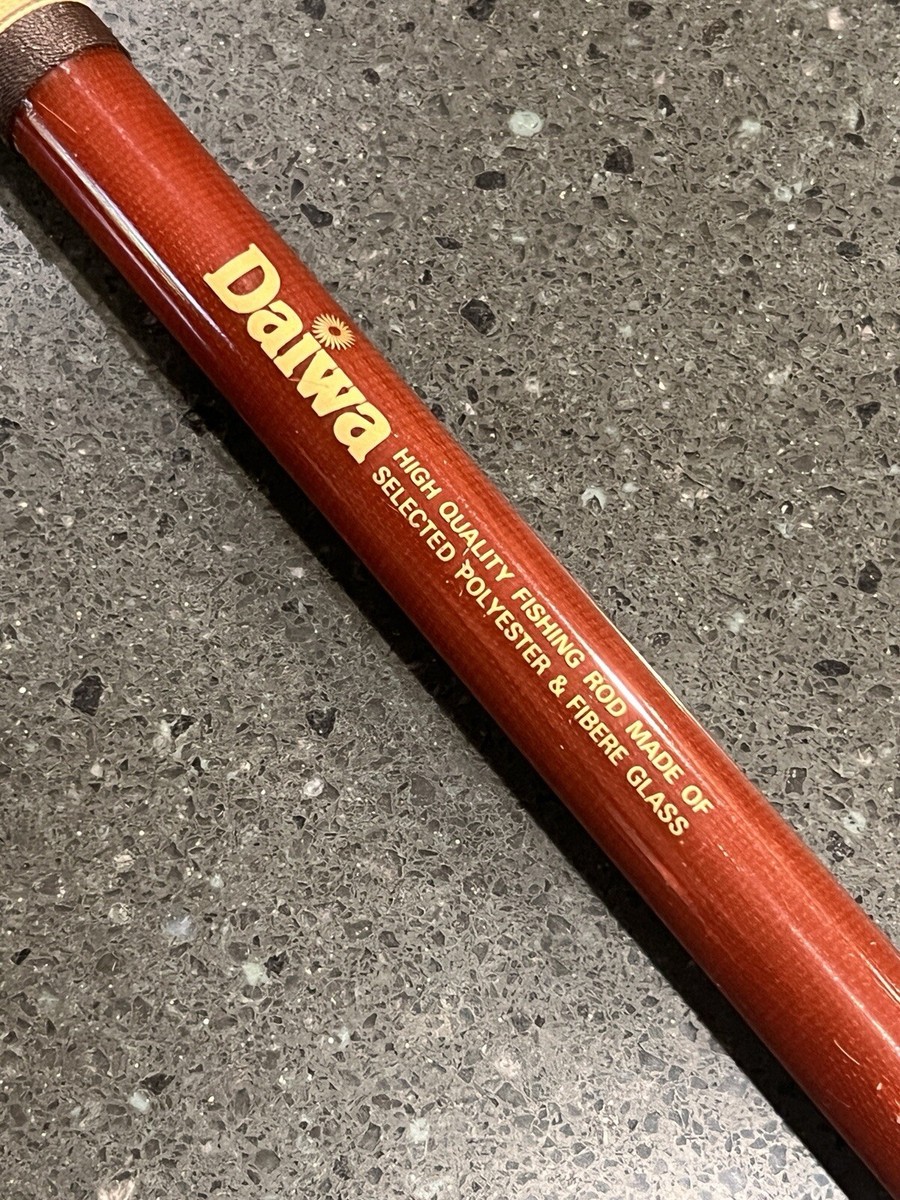 Daiwa
HIGH QUALITY FISHING ROD MADE OF
SELECTED POLYESTER & FIBERE GLASS